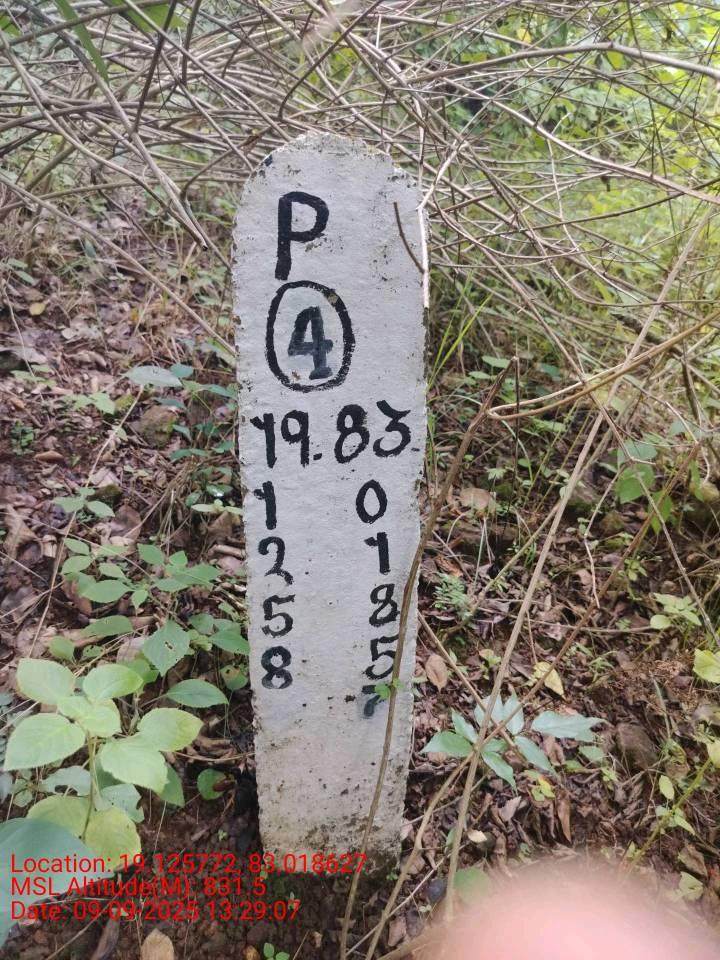 P
4
19. 83.
1 0
2 1
5 8
8 5
7
Location: 19.125772, 83.018627
MSL Altitude(M): 831.5
Date: 09-09-2025 13:29:07